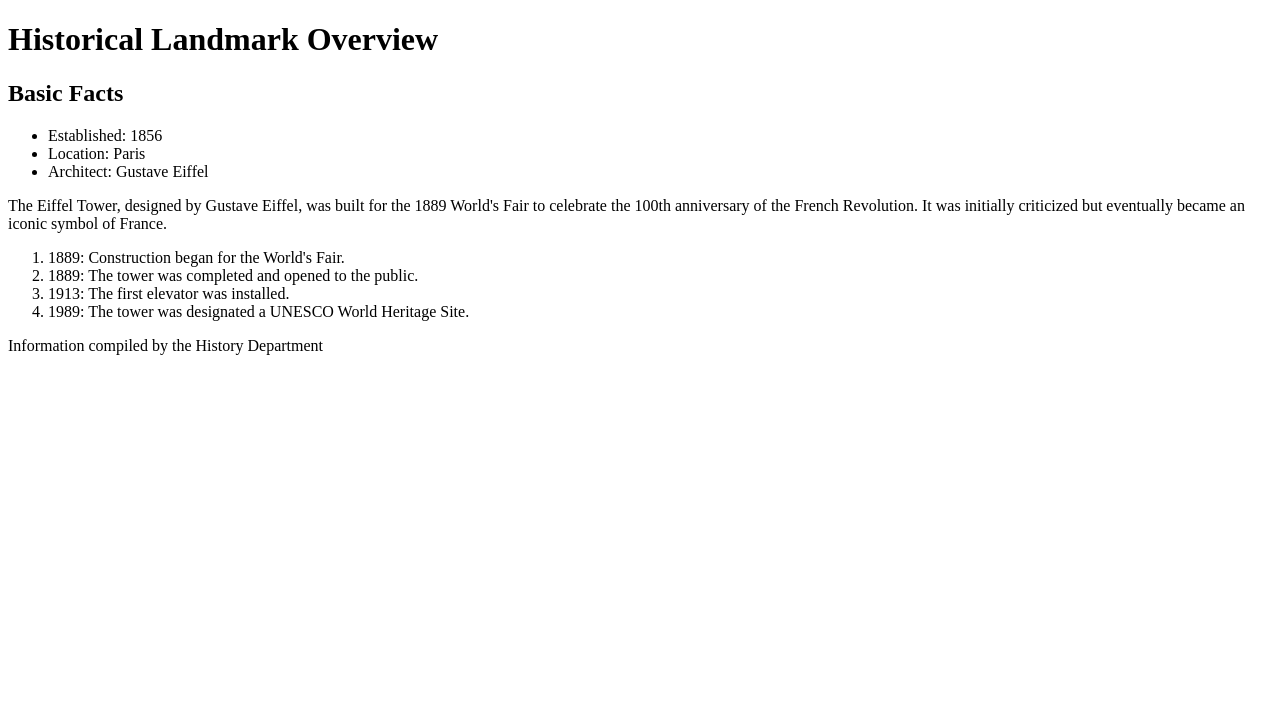 Historical Landmark Overview
Basic Facts
• Established: 1856
• Location: Paris
• Architect: Gustave Eiffel
The Eiffel Tower, designed by Gustave Eiffel, was built for the 1889 World's Fair to celebrate the 100th anniversary of the French Revolution. It was initially criticized but eventually became an
iconic symbol of France.
1. 1889: Construction began for the World's Fair.
2. 1889: The tower was completed and opened to the public.
3. 1913: The first elevator was installed.
4. 1989: The tower was designated a UNESCO World Heritage Site.
Information compiled by the History Department